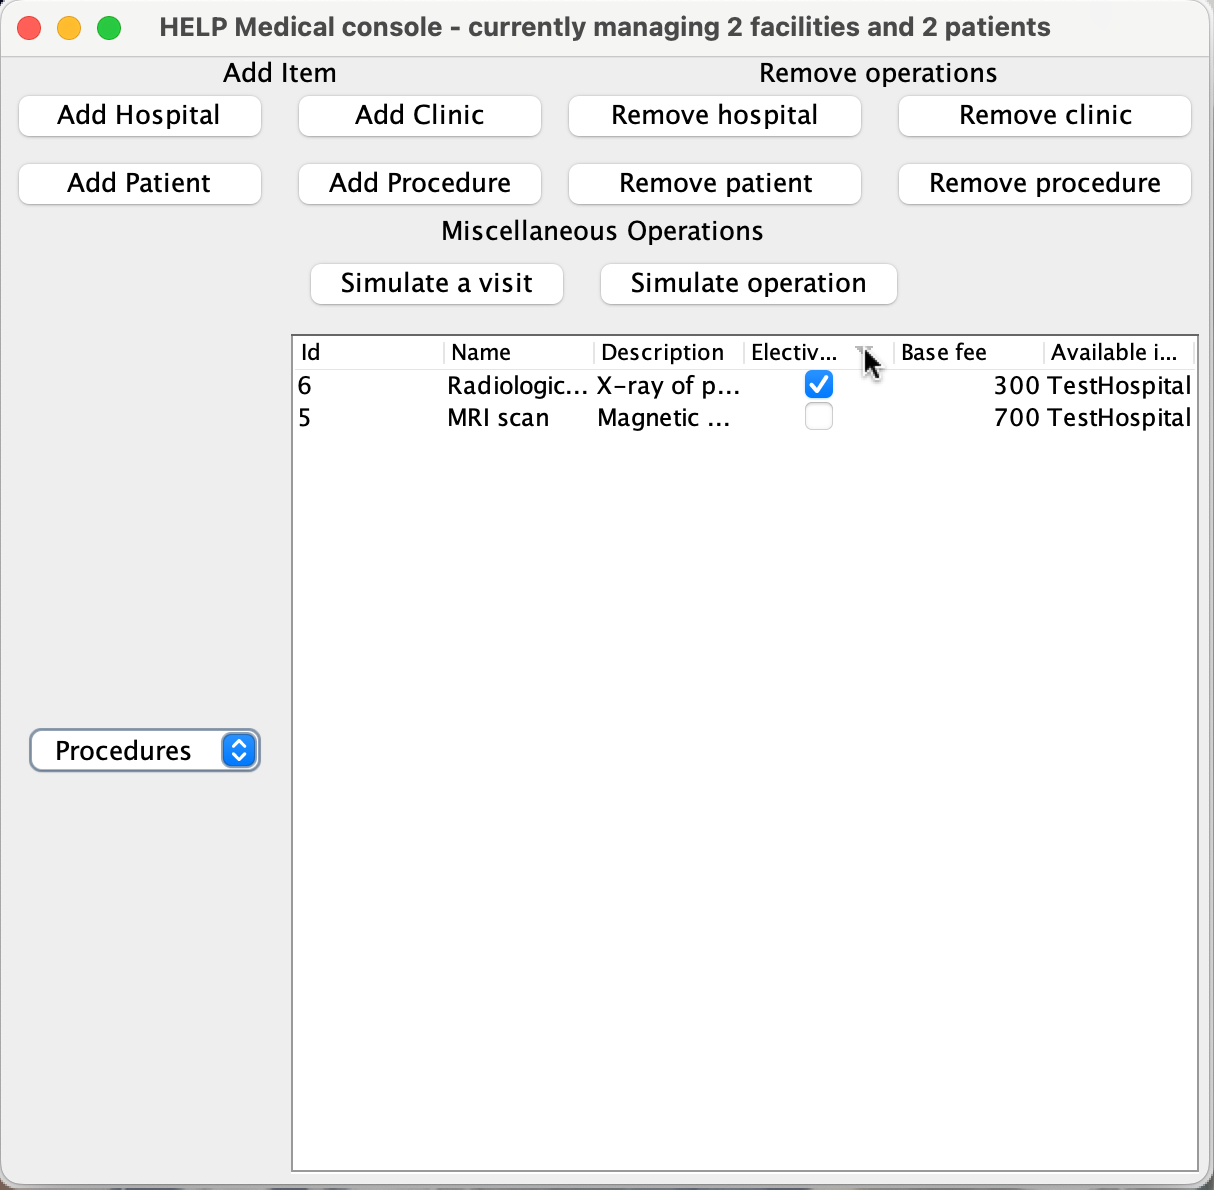 HELP Medical console - currently managing 2 facilities and 2 patients
Add Item Remove operations
Add Hospital Add Clinic Remove hospital Remove clinic
Add Patient Add Procedure Remove patient Remove procedure
Miscellaneous Operations
Simulate a visit Simulate operation
Id Name Description Electiv... Base fee Available i...
6 Radiologic... X-ray of p... 300 TestHospital
5 MRI scan Magnetic ... 700 TestHospital
Procedures